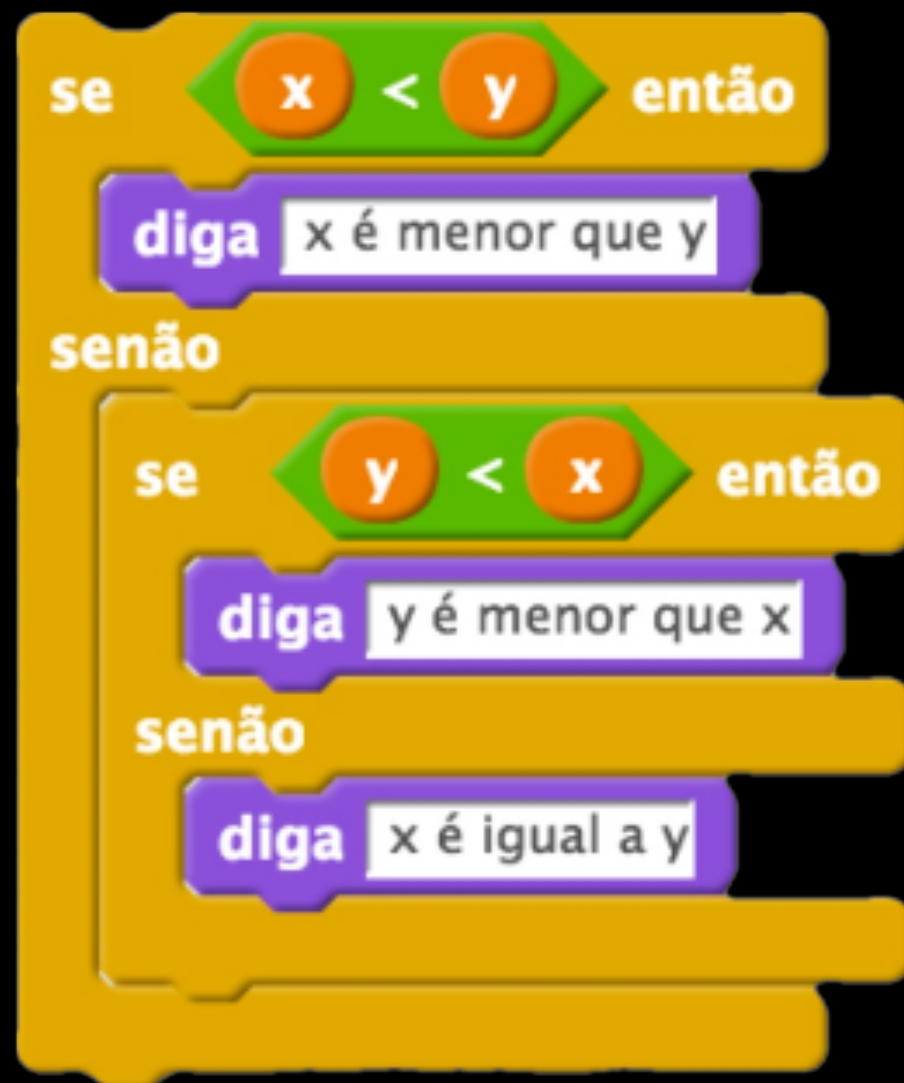 se x < y então
diga x é menor que y
senão
se y < x então
diga y é menor que x
senão
diga x é igual a y